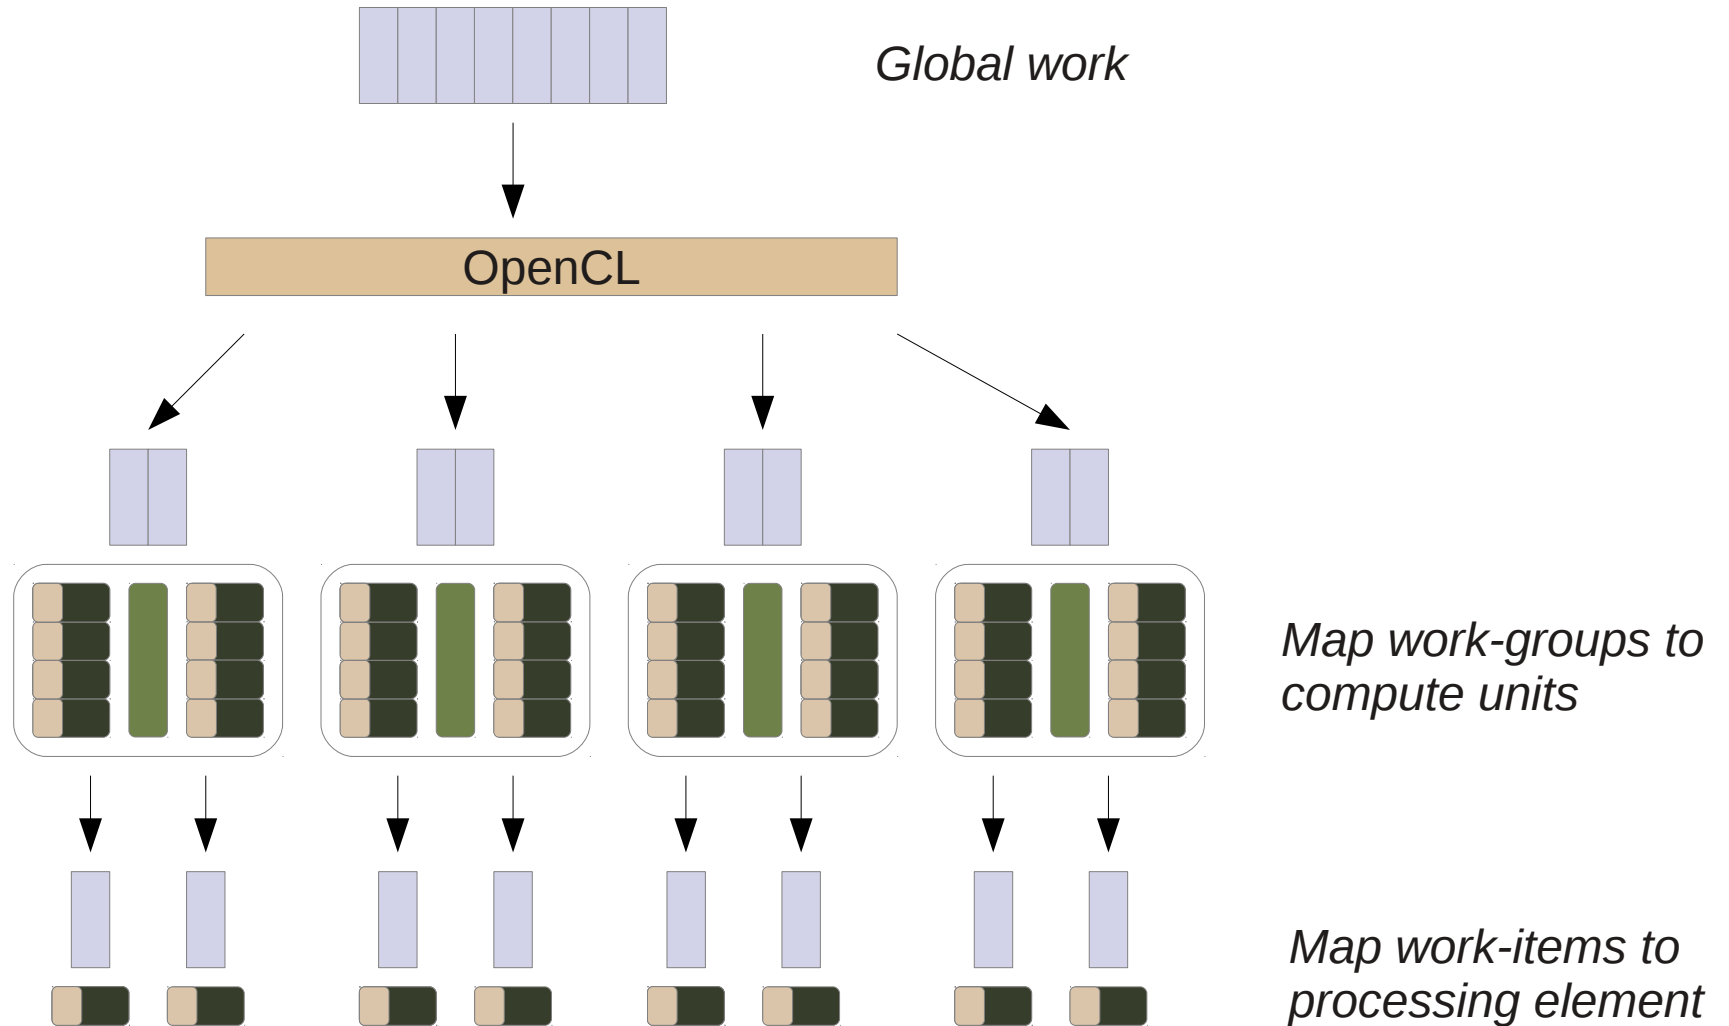 Global work
OpenCL
Map work-groups to
compute units
Map work-items to
processing element